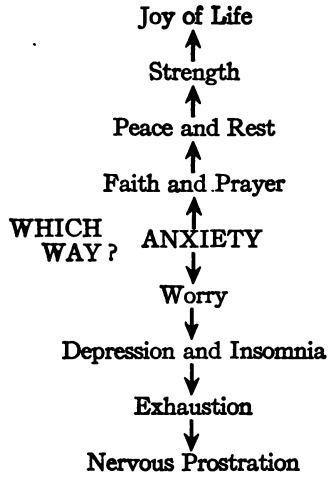 Joy of Life
Strength
Peace and Rest
Faith and Prayer
WHICH
WAY?
ANXIETY
Worry
Depression and Insomnia
Exhaustion
Nervous Prostration